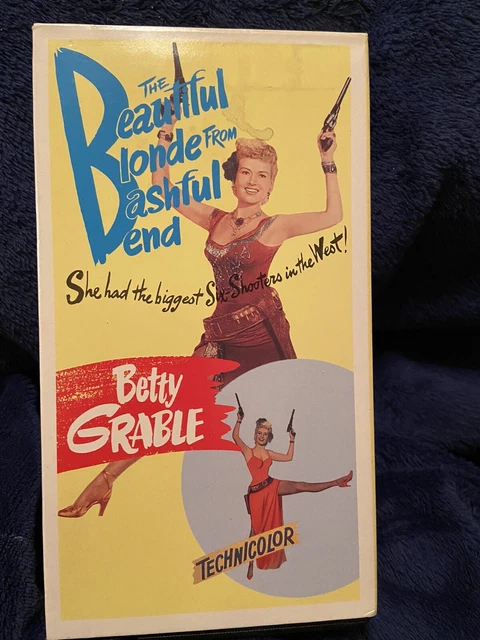 THE
Beautiful
Blonde FROM
Bashful
Bend
She had the biggest Six-Shooters in the West!
Betty
GRABLE
TECHNICOLOR